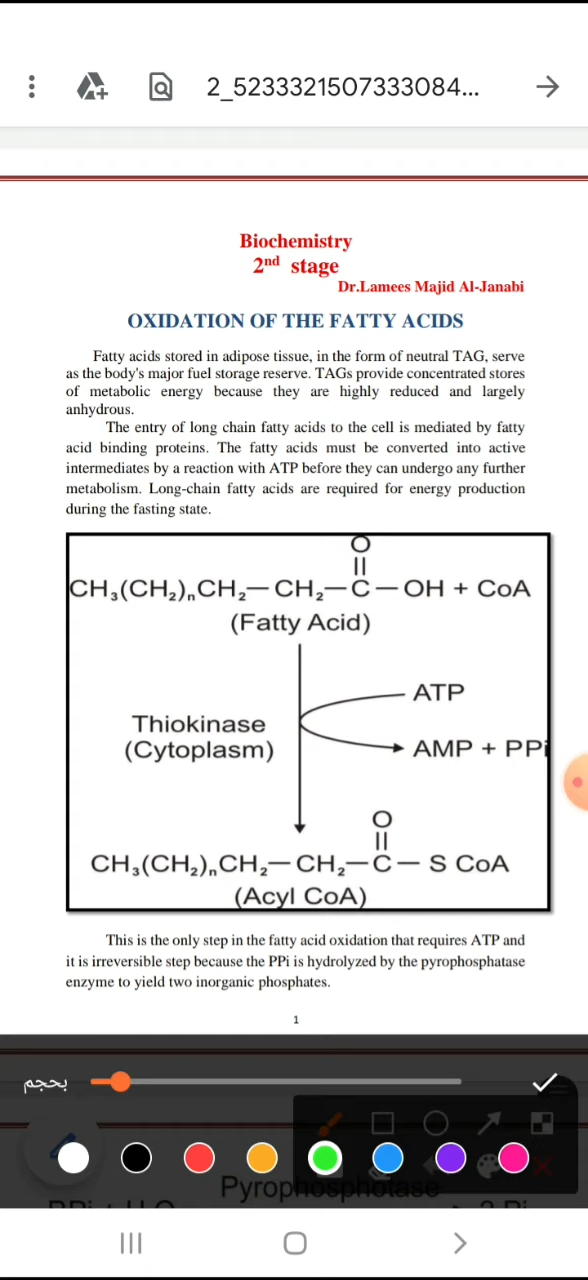 2_5233321507333084...
Biochemistry
2nd stage
Dr.Lamees Majid Al-Janabi
OXIDATION OF THE FATTY ACIDS
Fatty acids stored in adipose tissue, in the form of neutral TAG, serve
as the body's major fuel storage reserve. TAGs provide concentrated stores
of metabolic energy because they are highly reduced and largely
anhydrous.
The entry of long chain fatty acids to the cell is mediated by fatty
acid binding proteins. The fatty acids must be converted into active
intermediates by a reaction with ATP before they can undergo any further
metabolism. Long-chain fatty acids are required for energy production
during the fasting state.
O
||
CH₃(CH₂)ₙCH₂—CH₂—C—OH + CoA
(Fatty Acid)
ATP
Thiokinase
(Cytoplasm)
AMP + PPi
O
||
CH₃(CH₂)ₙCH₂—CH₂—C—S CoA
(Acyl CoA)
This is the only step in the fatty acid oxidation that requires ATP and
it is irreversible step because the PPi is hydrolyzed by the pyrophosphatase
enzyme to yield two inorganic phosphates.
1
بحجم
Pyrophosphotase
PPi + H₂O
2 Pi